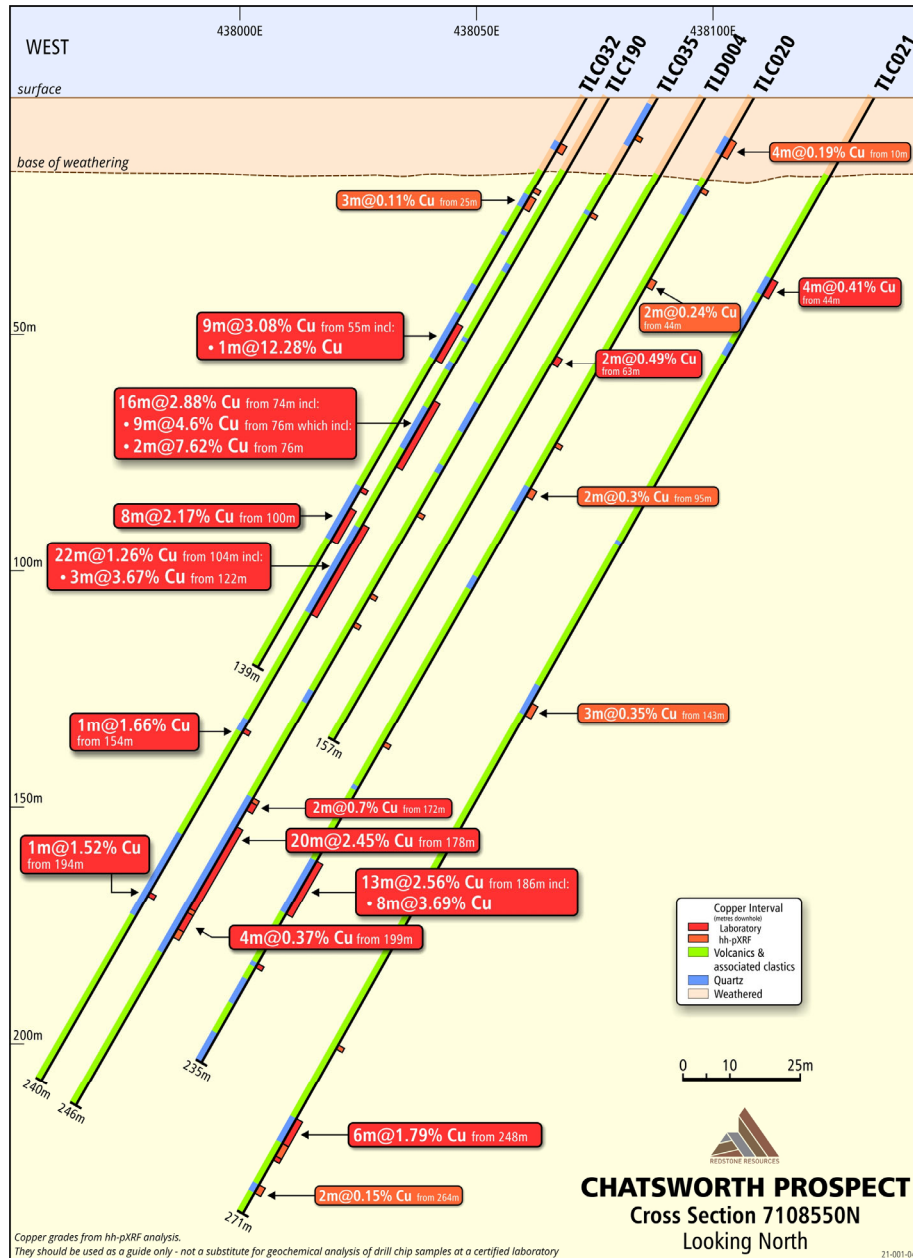 438000E
438050E
438100E
WEST
TLC032
TLC190
TLC035
TLD004
TLC020
TLC021
surface
base of weathering
4m@0.19% Cu from 10m
3m@0.11% Cu from 25m
4m@0.41% Cu
from 44m
2m@0.24% Cu
from 44m
50m
9m@3.08% Cu from 55m incl:
• 1m@12.28% Cu
2m@0.49% Cu
from 63m
16m@2.88% Cu from 74m incl:
• 9m@4.6% Cu from 76m which incl:
• 2m@7.62% Cu from 76m
2m@0.3% Cu from 95m
8m@2.17% Cu from 100m
22m@1.26% Cu from 104m incl:
• 3m@3.67% Cu from 122m
100m
139m
1m@1.66% Cu
from 154m
3m@0.35% Cu from 143m
157m
150m
2m@0.7% Cu from 172m
20m@2.45% Cu from 178m
1m@1.52% Cu
from 194m
13m@2.56% Cu from 186m incl:
• 8m@3.69% Cu
4m@0.37% Cu from 199m
Copper Interval
(metres downhole)
Laboratory
hh-pXRF
Volcanics &
associated clastics
Quartz
Weathered
200m
240m
246m
235m
0 10 25m
6m@1.79% Cu from 248m
2m@0.15% Cu from 264m
271m
REDSTONE RESOURCES
CHATSWORTH PROSPECT
Cross Section 7108550N
Looking North
Copper grades from hh-pXRF analysis.
They should be used as a guide only - not a substitute for geochemical analysis of drill chip samples at a certified laboratory